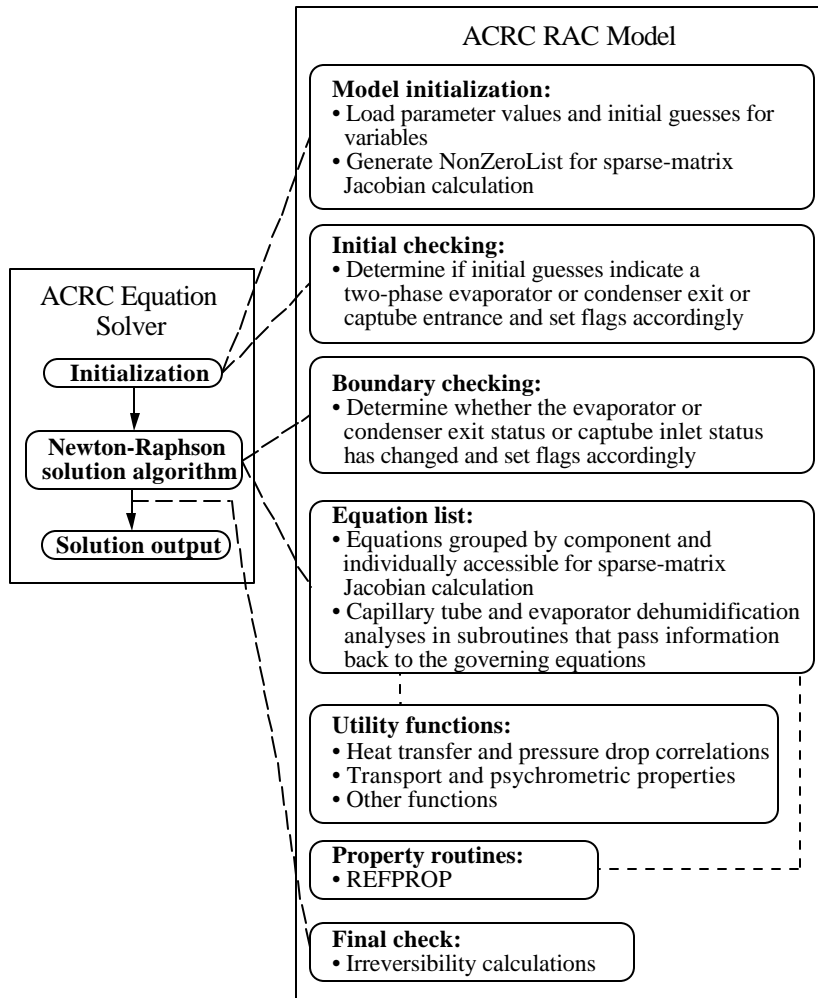 ACRC RAC Model
Model initialization:
• Load parameter values and initial guesses for
variables
• Generate NonZeroList for sparse-matrix
Jacobian calculation
Initial checking:
• Determine if initial guesses indicate a
two-phase evaporator or condenser exit or
captube entrance and set flags accordingly
ACRC Equation
Solver
Initialization
Newton-Raphson
solution algorithm
Solution output
Boundary checking:
• Determine whether the evaporator or
condenser exit status or captube inlet status
has changed and set flags accordingly
Equation list:
• Equations grouped by component and
individually accessible for sparse-matrix
Jacobian calculation
• Capillary tube and evaporator dehumidification
analyses in subroutines that pass information
back to the governing equations
Utility functions:
• Heat transfer and pressure drop correlations
• Transport and psychrometric properties
• Other functions
Property routines:
• REFPROP
Final check:
• Irreversibility calculations